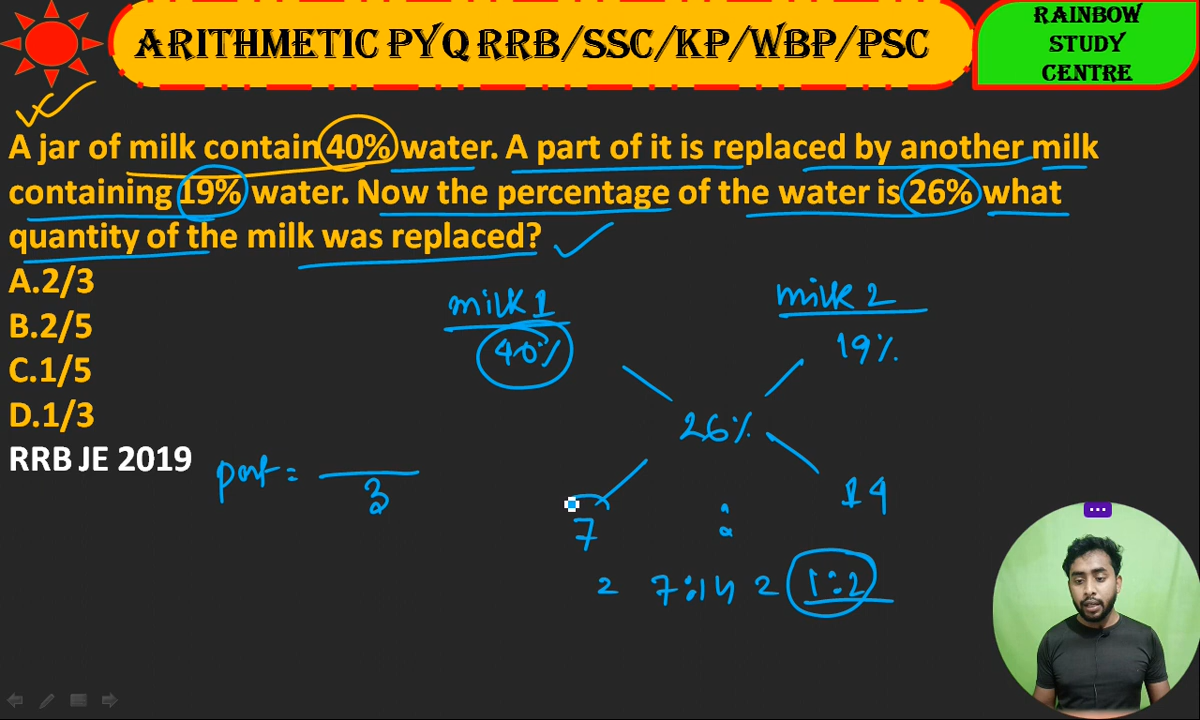 ARITHMETIC PYQ RRB/SSC/KP/WBP/PSC
RAINBOW
STUDY
CENTRE
A jar of milk contain 40% water. A part of it is replaced by another milk
containing 19% water. Now the percentage of the water is 26% what
quantity of the milk was replaced?
A.2/3
B.2/5
C.1/5
D.1/3
RRB JE 2019
milk 1
milk 2
40%
19%
26%
part =
3
7 : 14
= 7:14 = 1:2